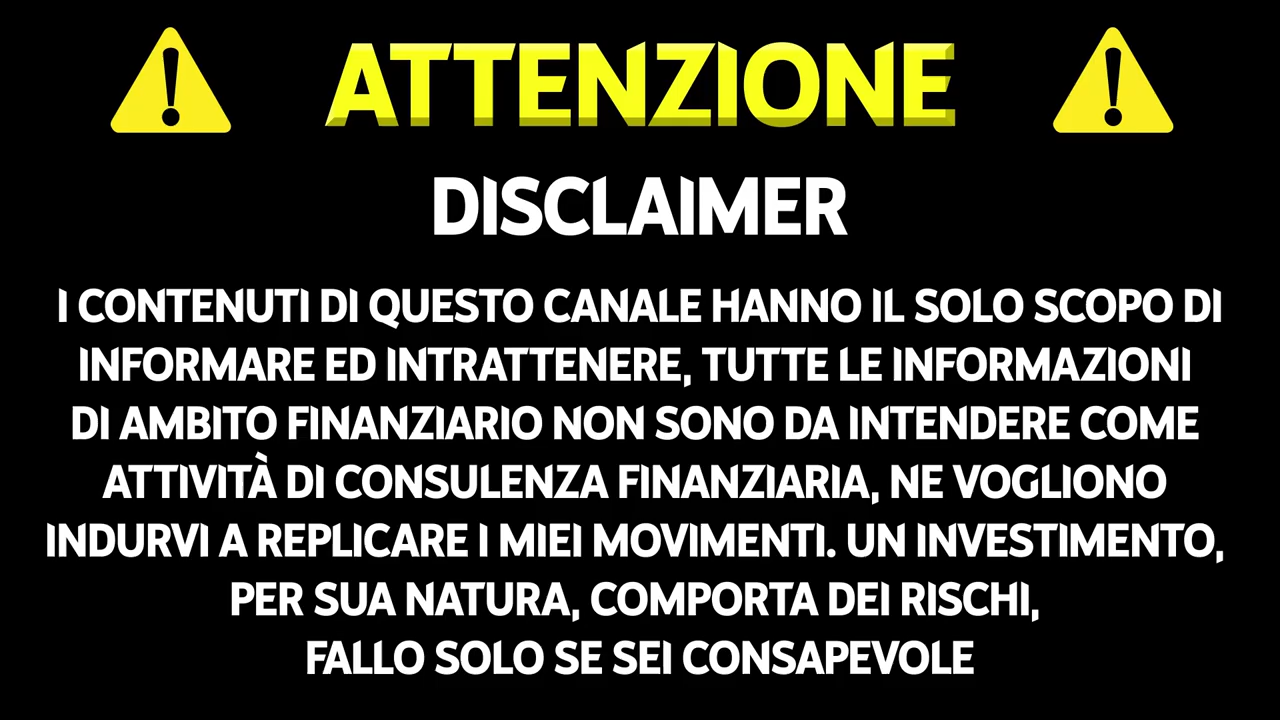 ATTENZIONE
DISCLAIMER
I CONTENUTI DI QUESTO CANALE HANNO IL SOLO SCOPO DI
INFORMARE ED INTRATTENERE, TUTTE LE INFORMAZIONI
DI AMBITO FINANZIARIO NON SONO DA INTENDERE COME
ATTIVITÀ DI CONSULENZA FINANZIARIA, NE VOGLIONO
INDURVI A REPLICARE I MIEI MOVIMENTI. UN INVESTIMENTO,
PER SUA NATURA, COMPORTA DEI RISCHI,
FALLO SOLO SE SEI CONSAPEVOLE